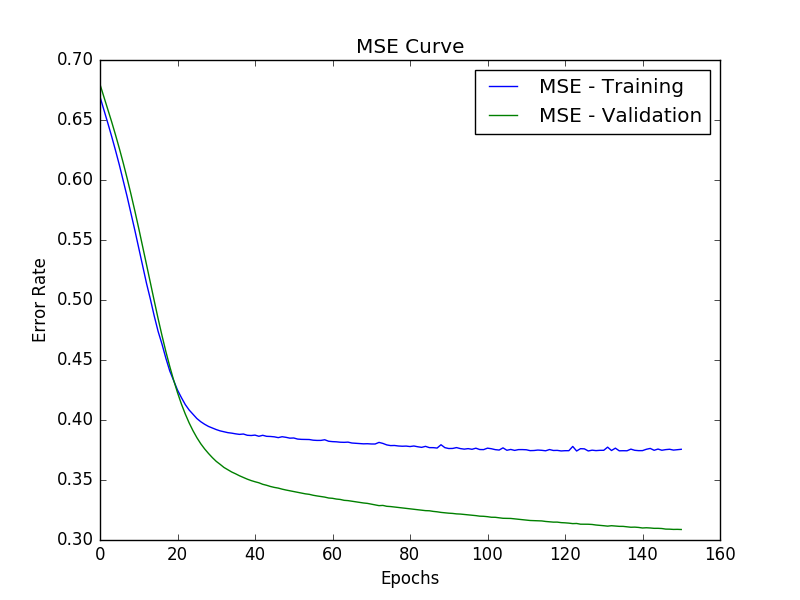 MSE Curve
MSE - Training
MSE - Validation
0.70
0.65
0.60
0.55
0.50
0.45
0.40
0.35
0.30
Error Rate
0 20 40 60 80 100 120 140 160
Epochs